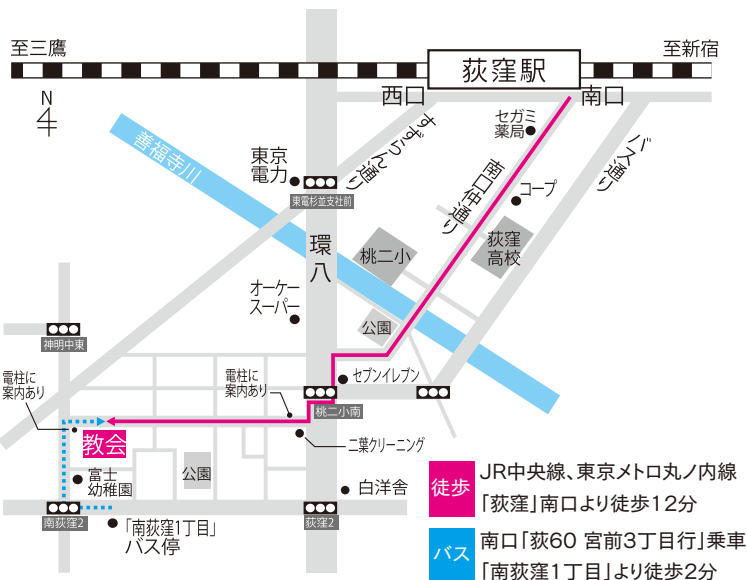 至三鷹
至新宿
荻窪駅
西口
南口
N
セガミ
薬局
すずらん通り
バス通り
善福寺川
東京
電力
南口仲通り
コープ
東電杉並支社前
環八
荻窪
高校
桃二小
オーケー
スーパー
公園
神明中東
電柱に
案内あり
電柱に
案内あり
セブンイレブン
桃二小南
教会
二葉クリーニング
富士
幼稚園
公園
白洋舎
南荻窪2
荻窪2
「南荻窪1丁目」
バス停
徒歩
JR中央線、東京メトロ丸ノ内線
「荻窪」南口より徒歩12分
バス
南口「荻60 宮前3丁目行」乗車
「南荻窪1丁目」より徒歩2分